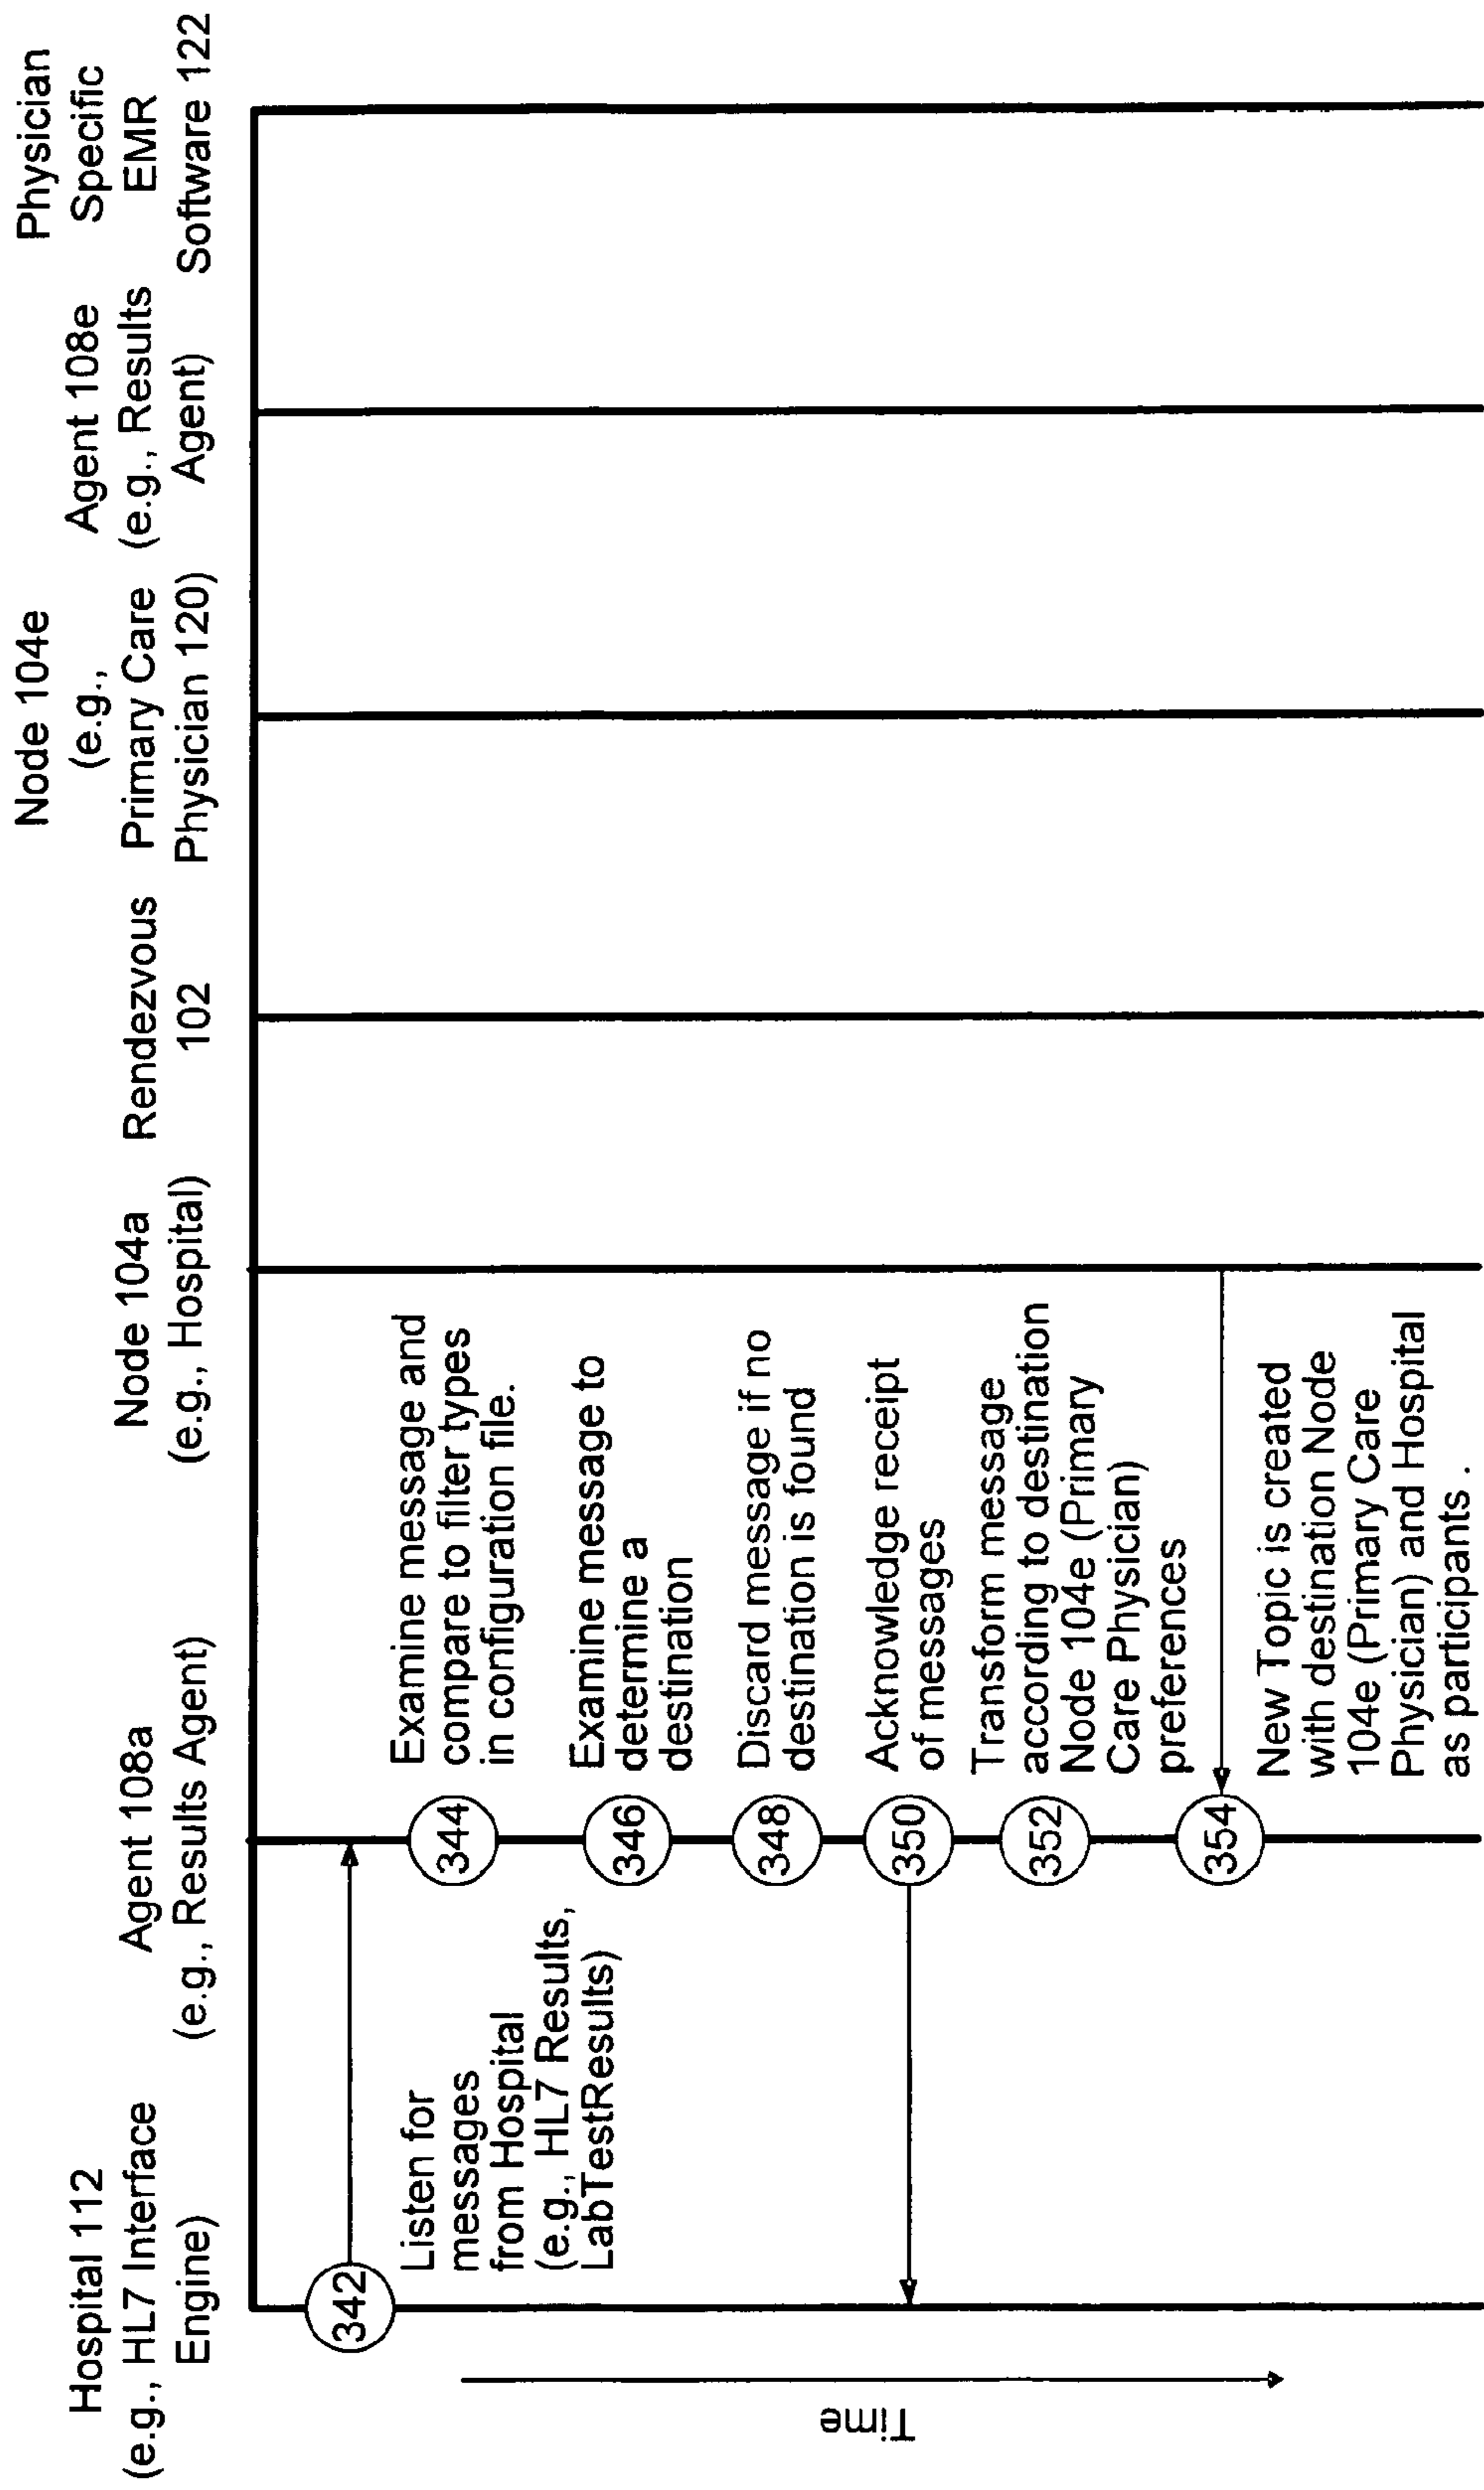 Hospital 112
(e.g., HL7 Interface
Engine)
Agent 108a
(e.g., Results Agent)
Node 104a
(e.g., Hospital)
Rendezvous
102
Node 104e
(e.g.,
Primary Care
Physician 120)
Agent 108e
(e.g., Results
Agent)
Physician
Specific
EMR
Software 122
Time
342
Listen for
messages
from Hospital
(e.g., HL7 Results,
LabTestResults)
344
Examine message and
compare to filter types
in configuration file.
346
Examine message to
determine a
destination
348
Discard message if no
destination is found
350
Acknowledge receipt
of messages
352
Transform message
according to destination
Node 104e (Primary
Care Physician)
preferences
354
New Topic is created
with destination Node
104e (Primary Care
Physician) and Hospital
as participants .